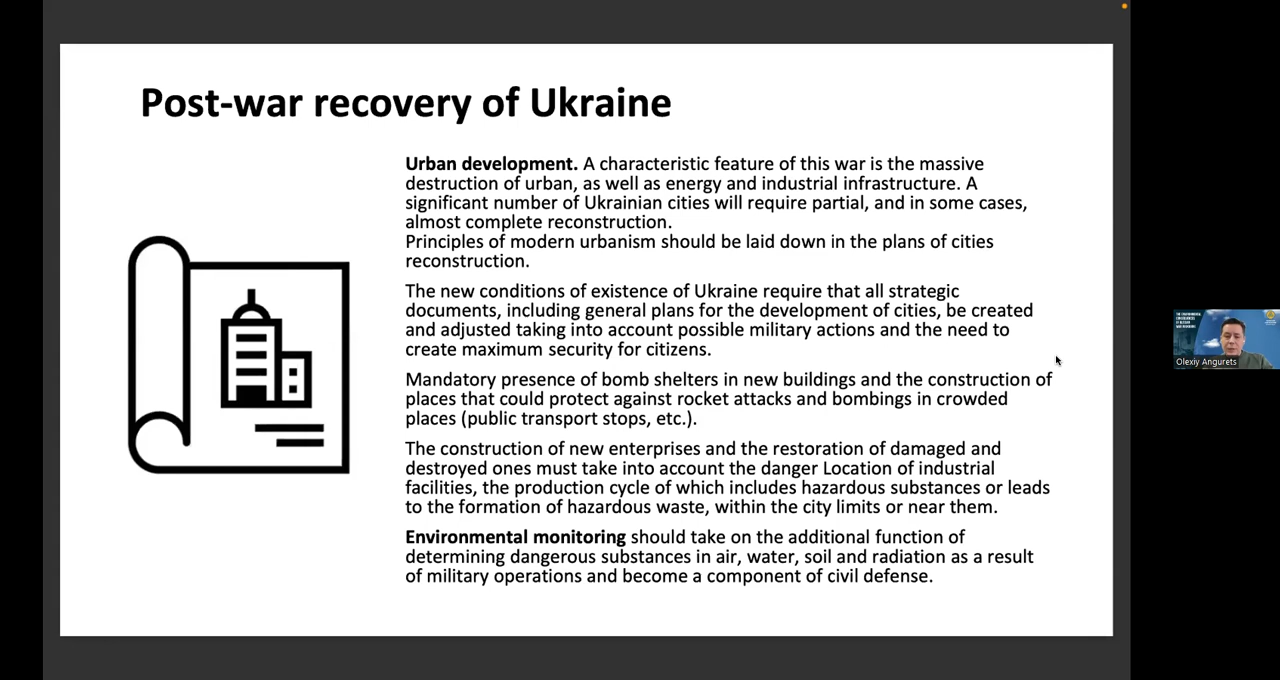 Post-war recovery of Ukraine
Urban development. A characteristic feature of this war is the massive
destruction of urban, as well as energy and industrial infrastructure. A
significant number of Ukrainian cities will require partial, and in some cases,
almost complete reconstruction.
Principles of modern urbanism should be laid down in the plans of cities
reconstruction.
The new conditions of existence of Ukraine require that all strategic
documents, including general plans for the development of cities, be created
and adjusted taking into account possible military actions and the need to
create maximum security for citizens.
Mandatory presence of bomb shelters in new buildings and the construction of
places that could protect against rocket attacks and bombings in crowded
places (public transport stops, etc.).
The construction of new enterprises and the restoration of damaged and
destroyed ones must take into account the danger Location of industrial
facilities, the production cycle of which includes hazardous substances or leads
to the formation of hazardous waste, within the city limits or near them.
Environmental monitoring should take on the additional function of
determining dangerous substances in air, water, soil and radiation as a result
of military operations and become a component of civil defense.
Olexiy Angurets